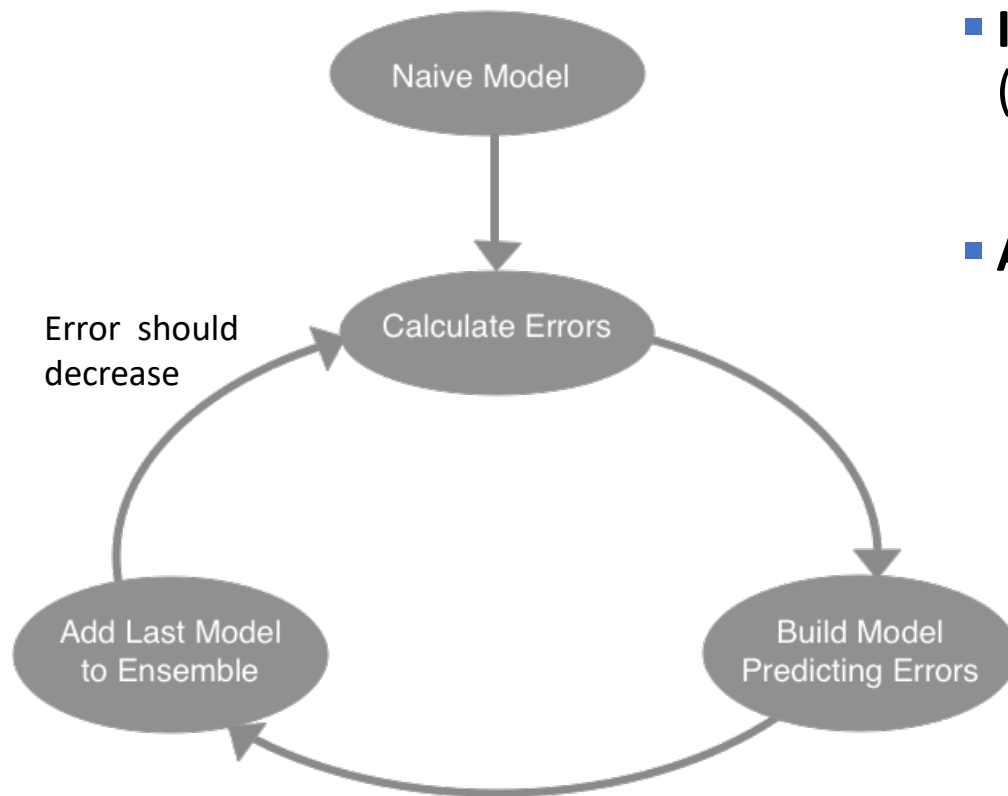 Naive Model
Calculate Errors
Error should
decrease
Add Last Model
to Ensemble
Build Model
Predicting Errors
(
A